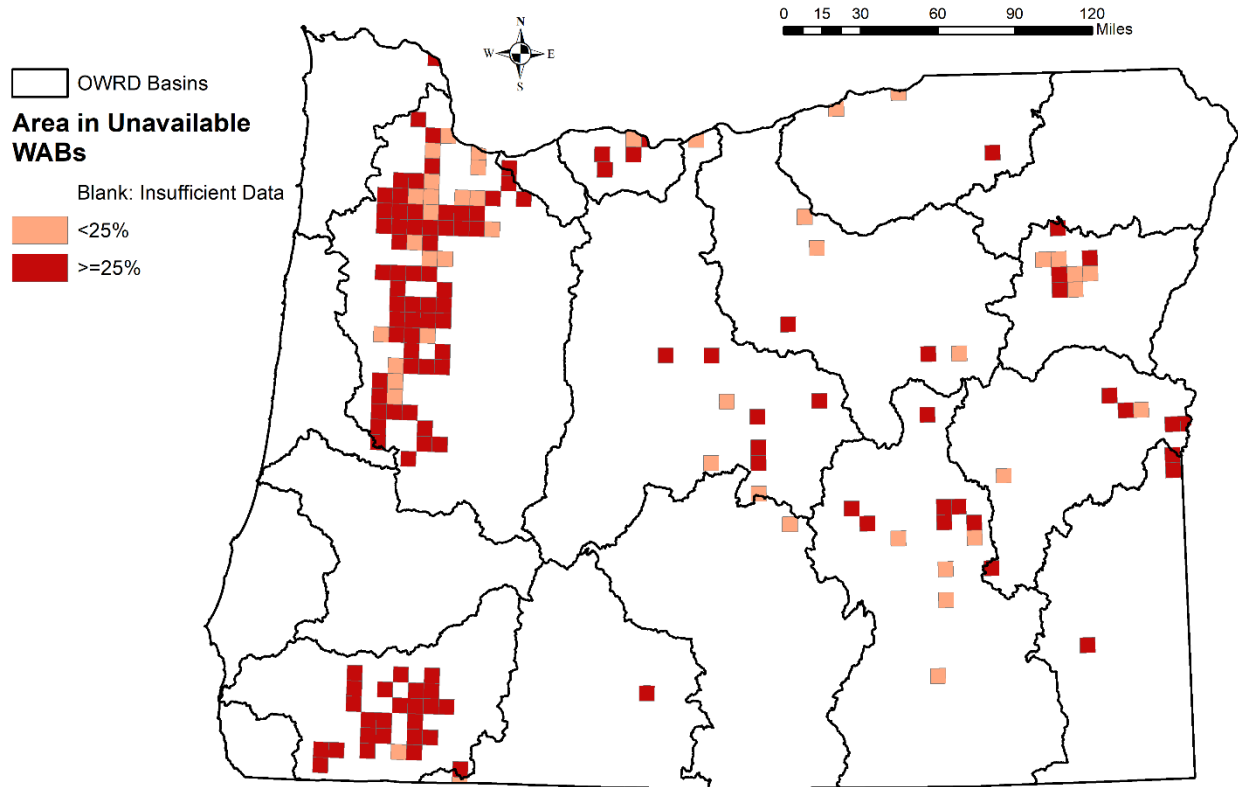 N
W E
S
0 15 30 60 90 120
Miles
OWRD Basins
Area in Unavailable
WABs
Blank: Insufficient Data
<25%
>=25%